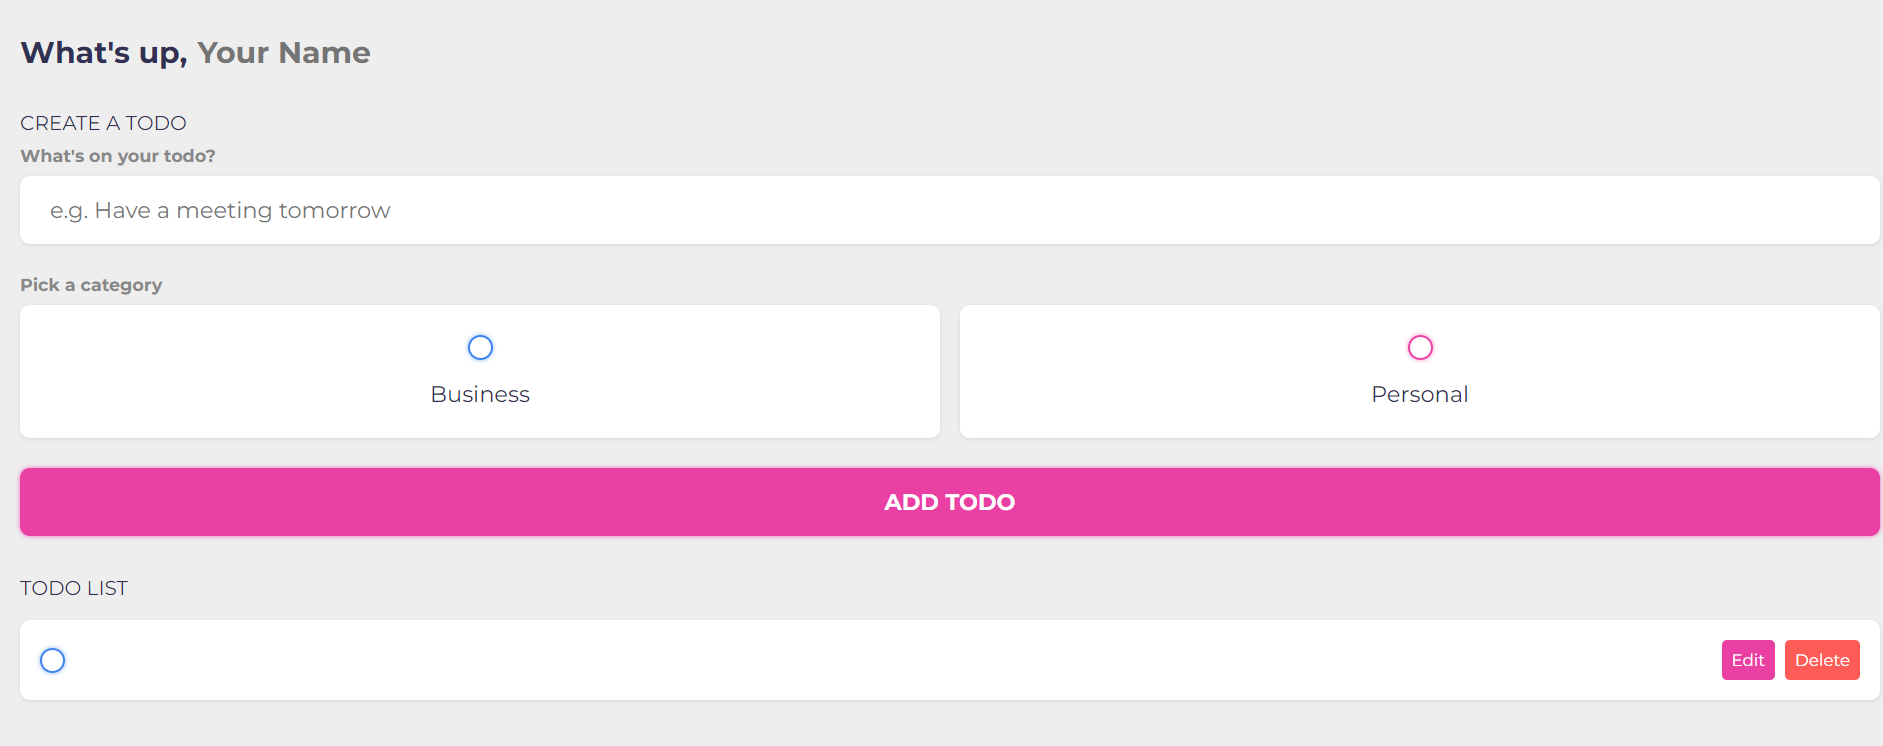 What's up, Your Name
CREATE A TODO
What's on your todo?
e.g. Have a meeting tomorrow
Pick a category
Business
Personal
ADD TODO
TODO LIST
Edit
Delete